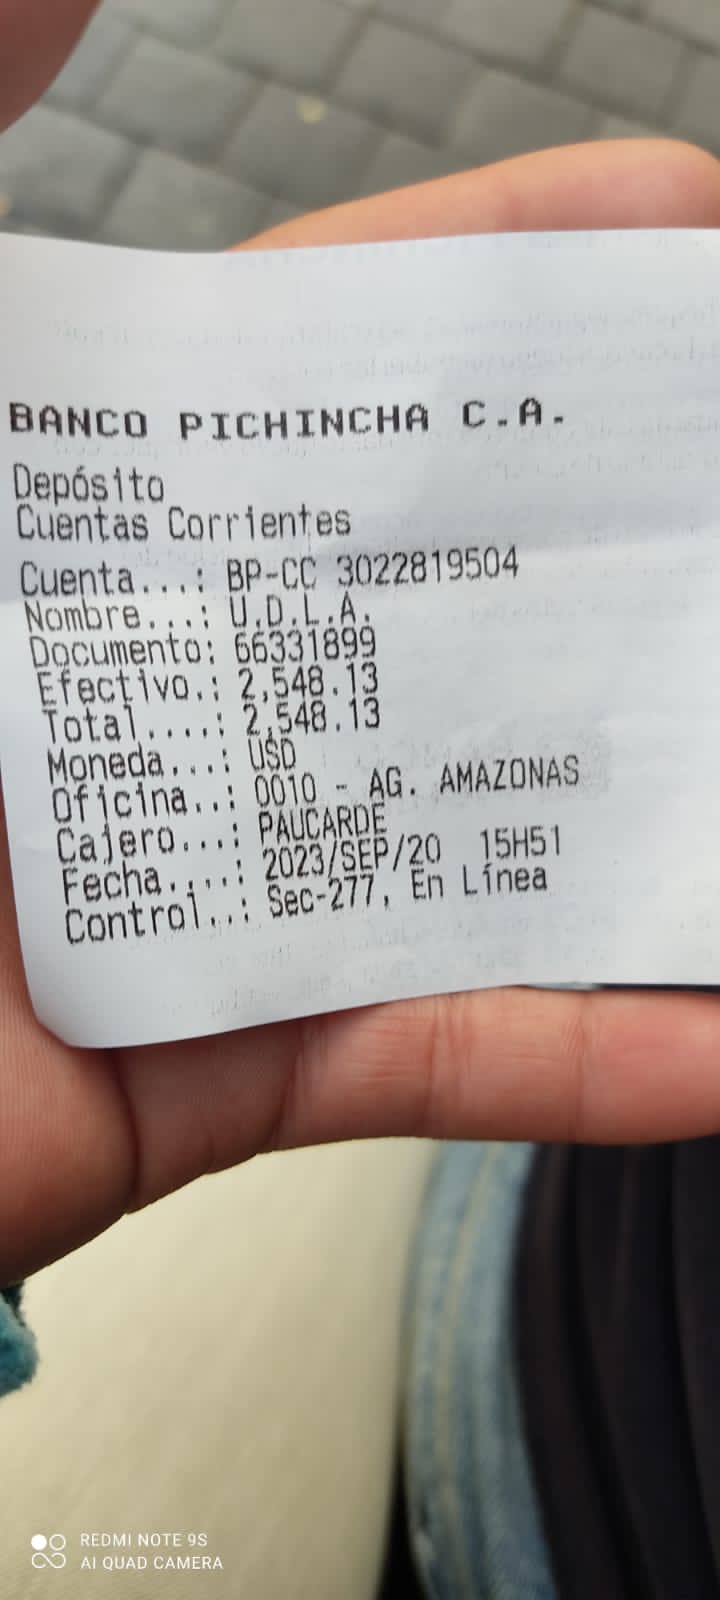 BANCO PICHINCHA C.A.
Depósito
Cuentas Corrientes
Cuenta...: BP-CC 3022819504
Nombre...: U.D.L.A.
Documento: 66331899
Efectivo.: 2,548.13
Total....: 2,548.13
Moneda...: USD
Oficina..: 0010 - AG. AMAZONAS
Cajero...: PAUCARDE
Fecha....: 2023/SEP/20 15H51
Control..: Sec-277, En Línea
REDMI NOTE 9S
AI QUAD CAMERA